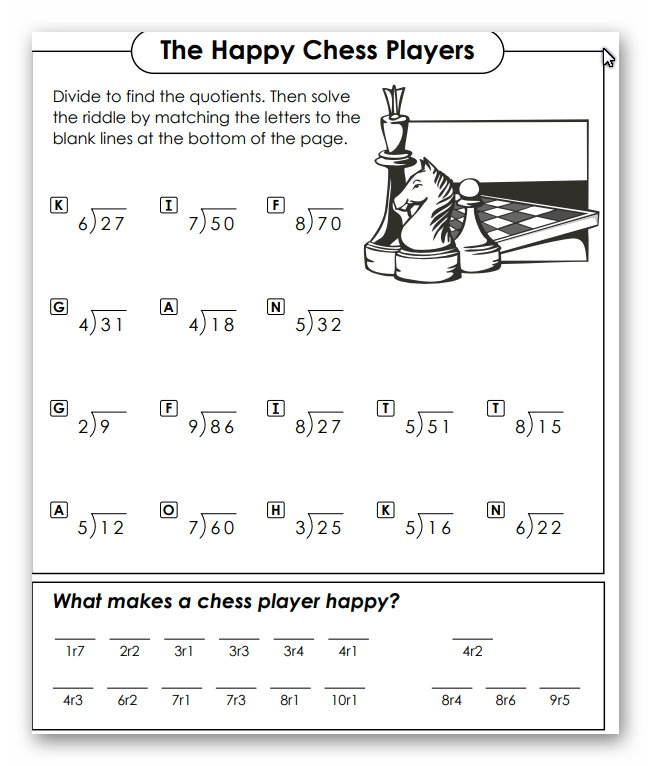 The Happy Chess Players
Divide to find the quotients. Then solve
the riddle by matching the letters to the
blank lines at the bottom of the page.
K I F
6)27 7)50 8)70
G A N
4)31 4)18 5)32
G F I T T
2)9 9)86 8)27 5)51 8)15
A O H K N
5)12 7)60 3)25 5)16 6)22
What makes a chess player happy?
1r7 2r2 3r1 3r3 3r4 4r1 4r2
4r3 6r2 7r1 7r3 8r1 10r1 8r4 8r6 9r5